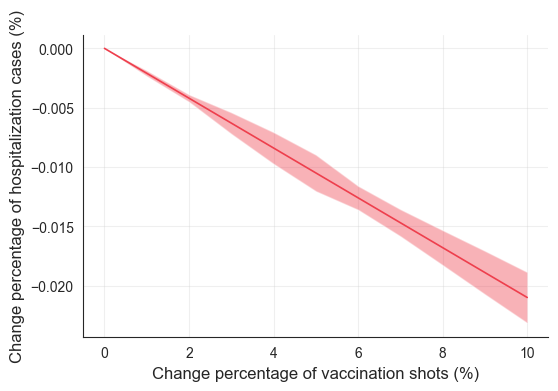 Change percentage of hospitalization cases (%)
0.000
−0.005
−0.010
−0.015
−0.020
0 2 4 6 8 10
Change percentage of vaccination shots (%)